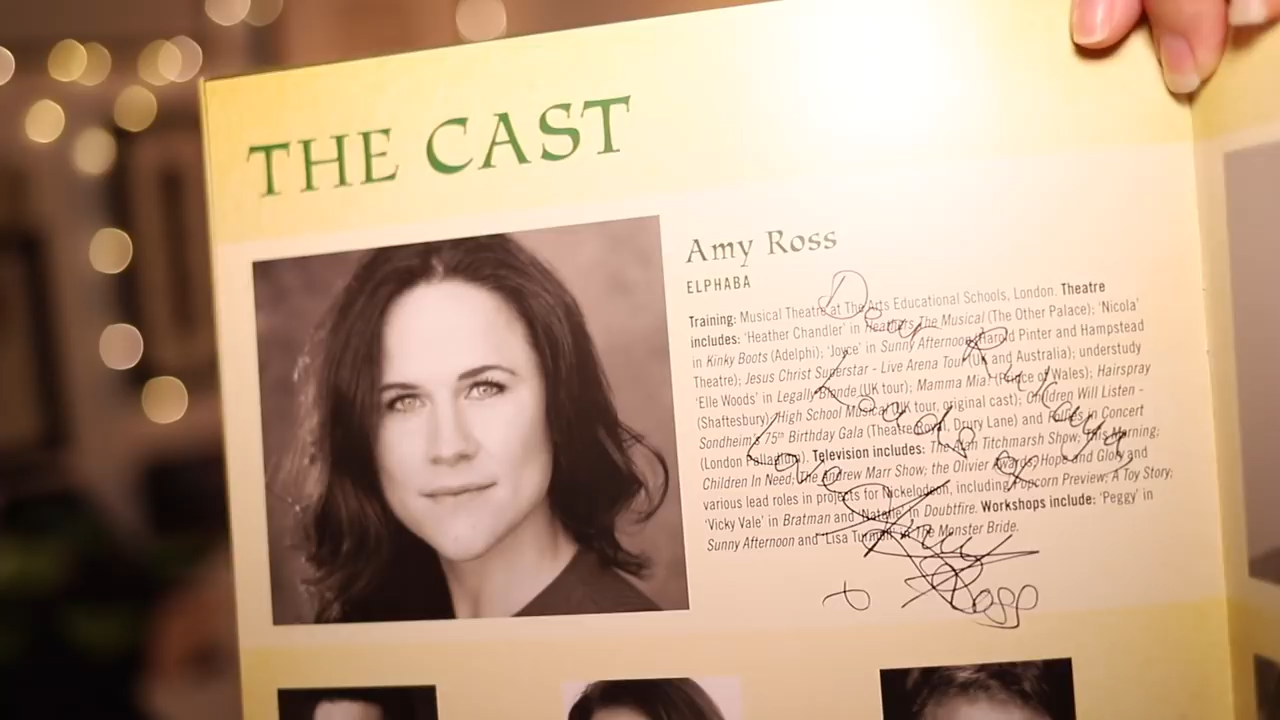 THE CAST
Amy Ross
ELPHABA
Training: Musical Theatre at The Arts Educational Schools, London. Theatre
includes: 'Heather Chandler' in Heathers The Musical (The Other Palace); 'Nicola'
in Kinky Boots (Adelphi); 'Joyce' in Sunny Afternoon (Harold Pinter and Hampstead
Theatre); Jesus Christ Superstar - Live Arena Tour (UK and Australia); understudy
'Elle Woods' in Legally Blonde (UK tour); Mamma Mia! (Prince of Wales); Hairspray
(Shaftesbury); High School Musical (UK tour, original cast); Children Will Listen -
Sondheim's 75th Birthday Gala (Theatre Royal, Drury Lane) and Follies In Concert
(London Palladium). Television includes: The Alan Titchmarsh Show; This Morning;
Children In Need; The Andrew Marr Show; the Olivier Awards; Hope and Glory and
various lead roles in projects for Nickelodeon, including Popcorn Preview; A Toy Story;
'Vicky Vale' in Bratman and 'Natalie' in Doubtfire. Workshops include: 'Peggy' in
Sunny Afternoon and 'Lisa in The Monster Bride.
Loads of
Love
Amy
Ross